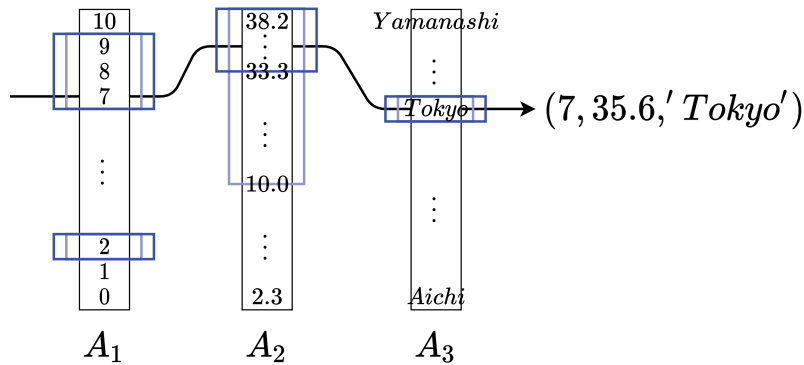 10
9
8
7
⋮
2
1
0
A₁
38.2
⋮
33.3
⋮
10.0
⋮
2.3
A₂
Yamanashi
⋮
Tokyo
⋮
Aichi
A₃
(7, 35.6,' Tokyo')